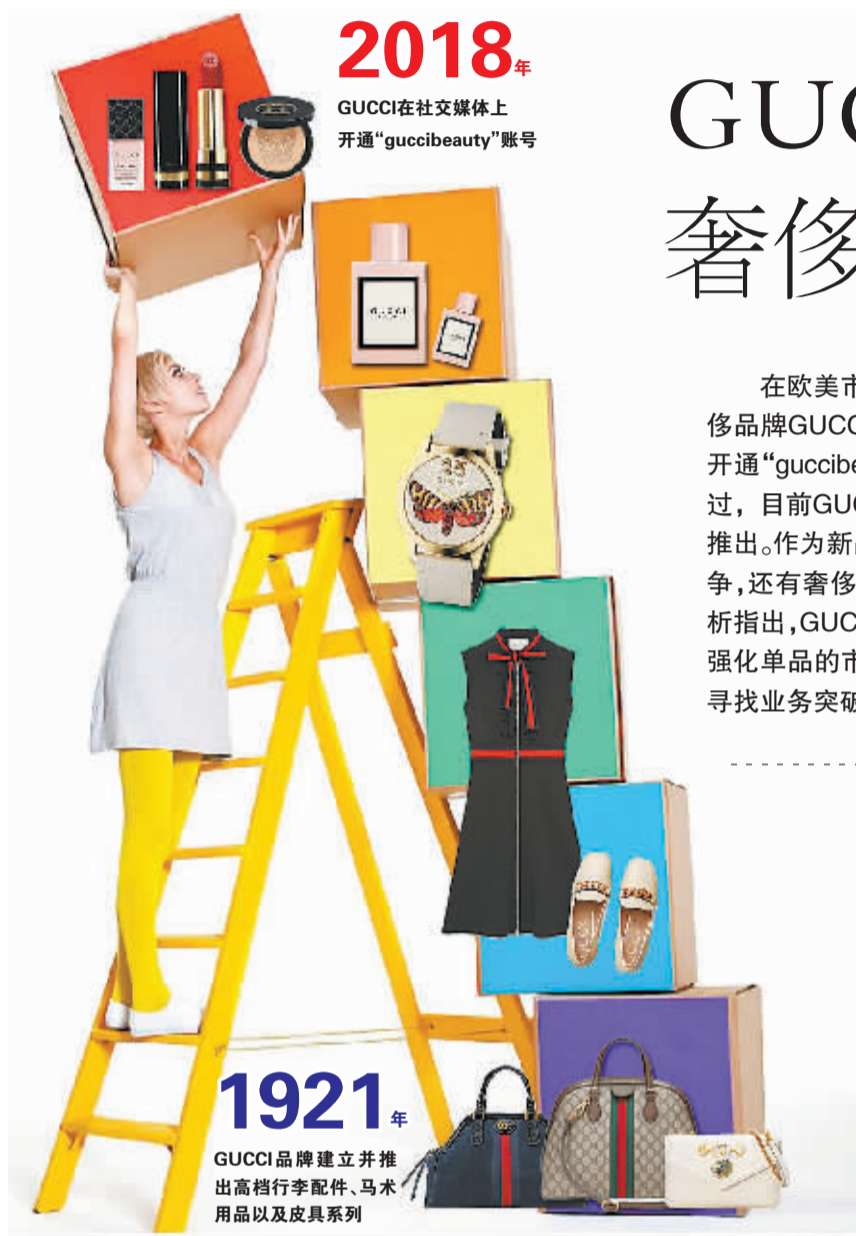 2018年
GUCCI在社交媒体上
开通“guccibeauty”账号
GUC
奢侈
在欧美市
侈品牌GUCC
开通“guccibe
过，目前GUC
推出。作为新
争，还有奢侈
析指出，GUC
强化单品的市
寻找业务突破
GUCCI
1921年
GUCCI品牌建立并推
出高档行李配件、马术
用品以及皮具系列